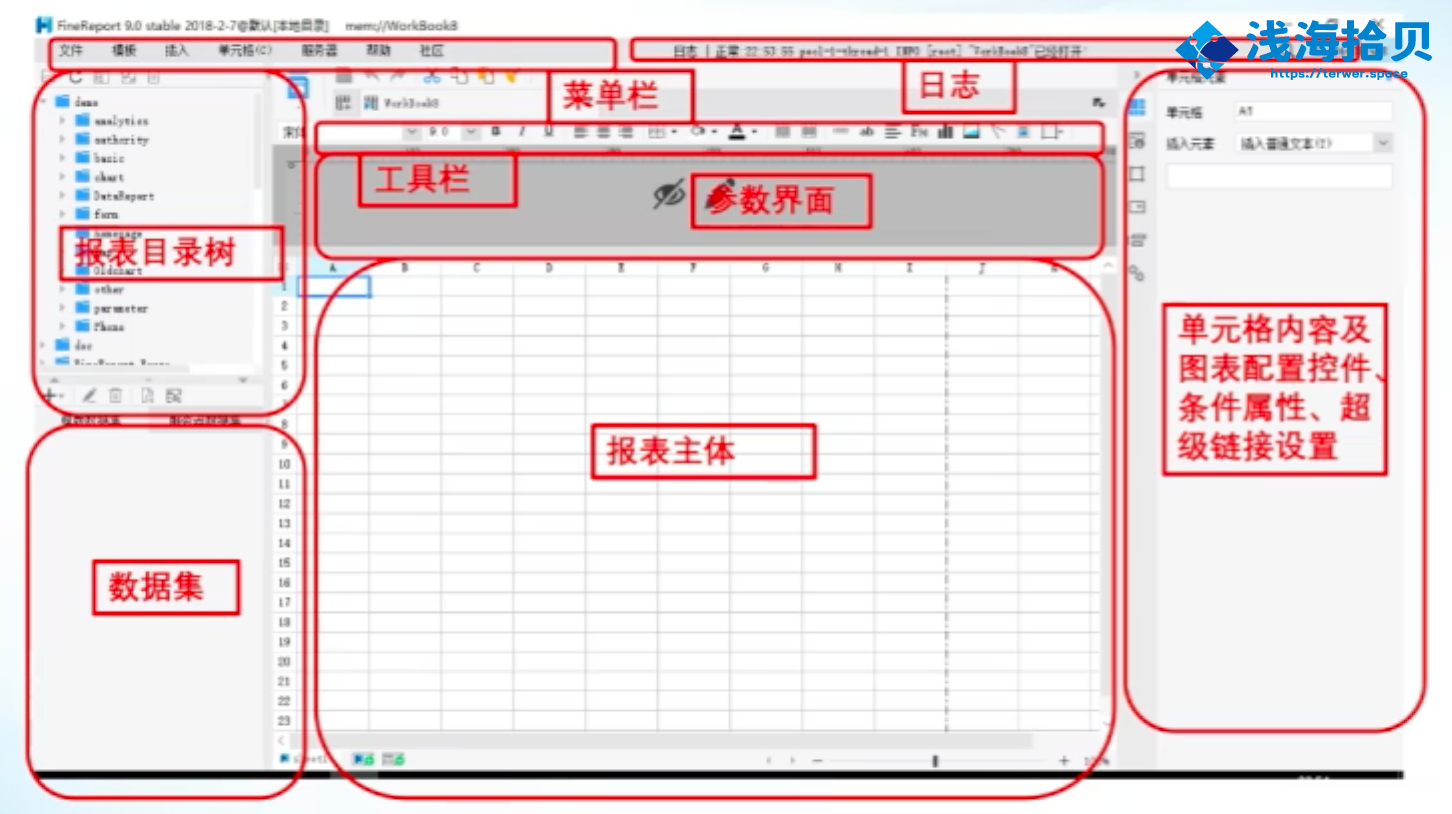 FineReport 9.0 stable 2018-2-7@默认[本地目录] mem://WorkBook8
文件 模板 插入 单元格(C) 服务器 帮助 社区
日志 | 正常 22:53:55 pool-1-thread-1 INFO [root] "WorkBook8"已经打开!
浅海拾贝
https://terwer.space
菜单栏
日志
WorkBook8
宋体 9.0
工具栏
参数界面
demo
analytics
authority
basic
chart
DataReport
form
homepage
报表目录树
Oldchart
other
parameter
Phone
doc
数据集
A B C D E F G H I J K
1
2
3
4
5
6
7
8
9
10
11
12
13
14
15
16
17
18
19
20
21
22
23
报表主体
单元格元素
单元格 A1
插入元素 插入普通文本(T)
单元格内容及
图表配置控件、
条件属性、超
级链接设置